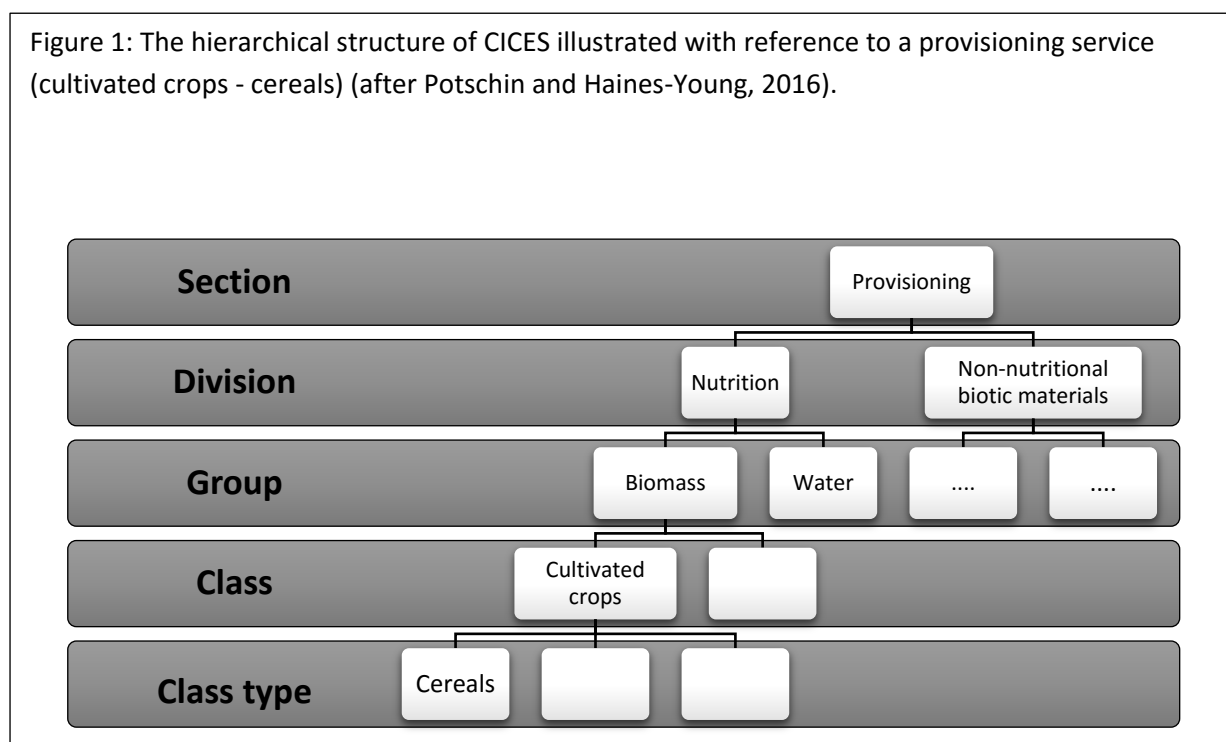 Figure 1: The hierarchical structure of CICES illustrated with reference to a provisioning service
(cultivated crops - cereals) (after Potschin and Haines-Young, 2016).
Section
Provisioning
Division
Nutrition
Non-nutritional
biotic materials
Group
Biomass
Water
....
....
Class
Cultivated
crops
Class type
Cereals